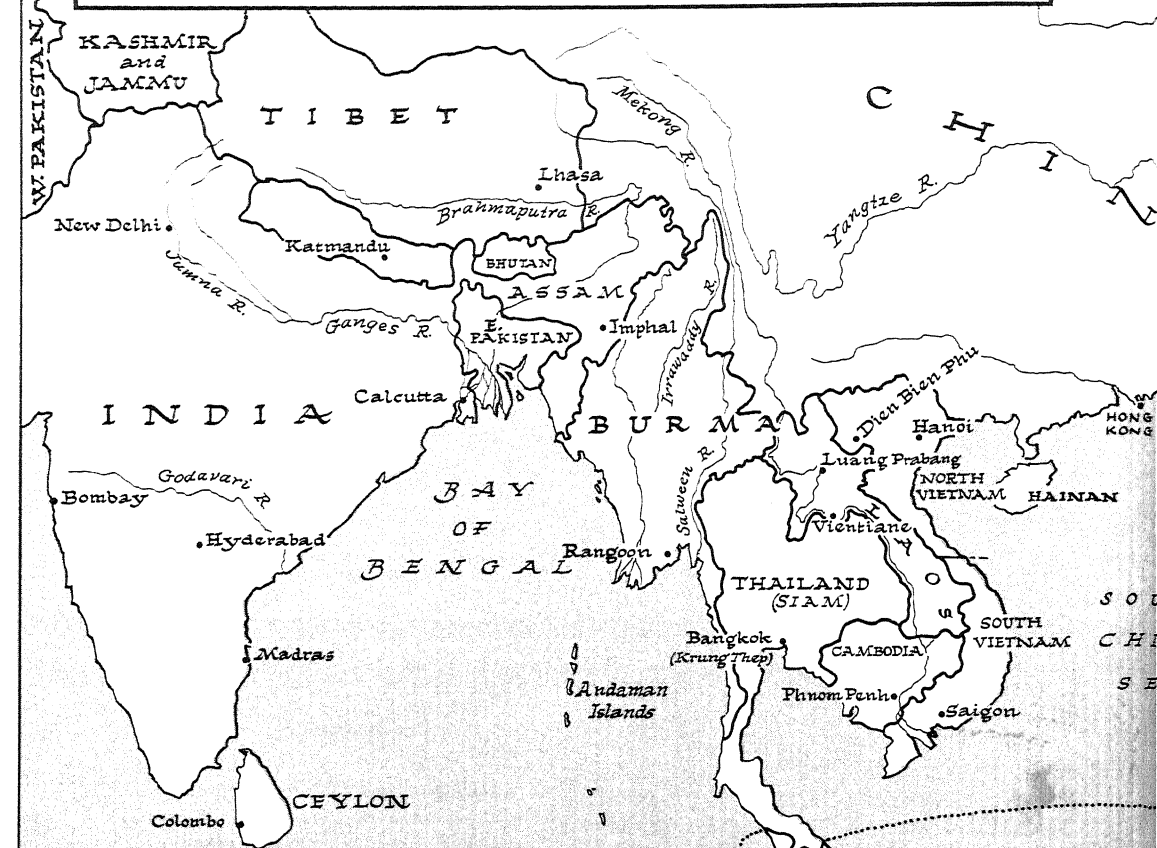 W. PAKISTAN
KASHMIR
and
JAMMU
TIBET
CHIN
Mekong R.
Lhasa
Brahmaputra R.
Yangtze R.
New Delhi
Katmandu
BHUTAN
Jumna R.
ASSAM
Ganges R.
E.
PAKISTAN
Imphal
Irrawaddy R.
Calcutta
INDIA
BURMA
Dien Bien Phu
Hanoi
HONG
KONG
Luang Prabang
NORTH
VIETNAM
HAINAN
Godavari R
Bombay
BAY
OF
BENGAL
Salween R.
Vientiane
LAOS
Hyderabad
Rangoon
THAILAND
(SIAM)
SOU
CHI
SE
SOUTH
VIETNAM
Bangkok
(Krung Thep)
CAMBODIA
Madras
Andaman
Islands
Phnom Penh
Saigon
CEYLON
Colombo